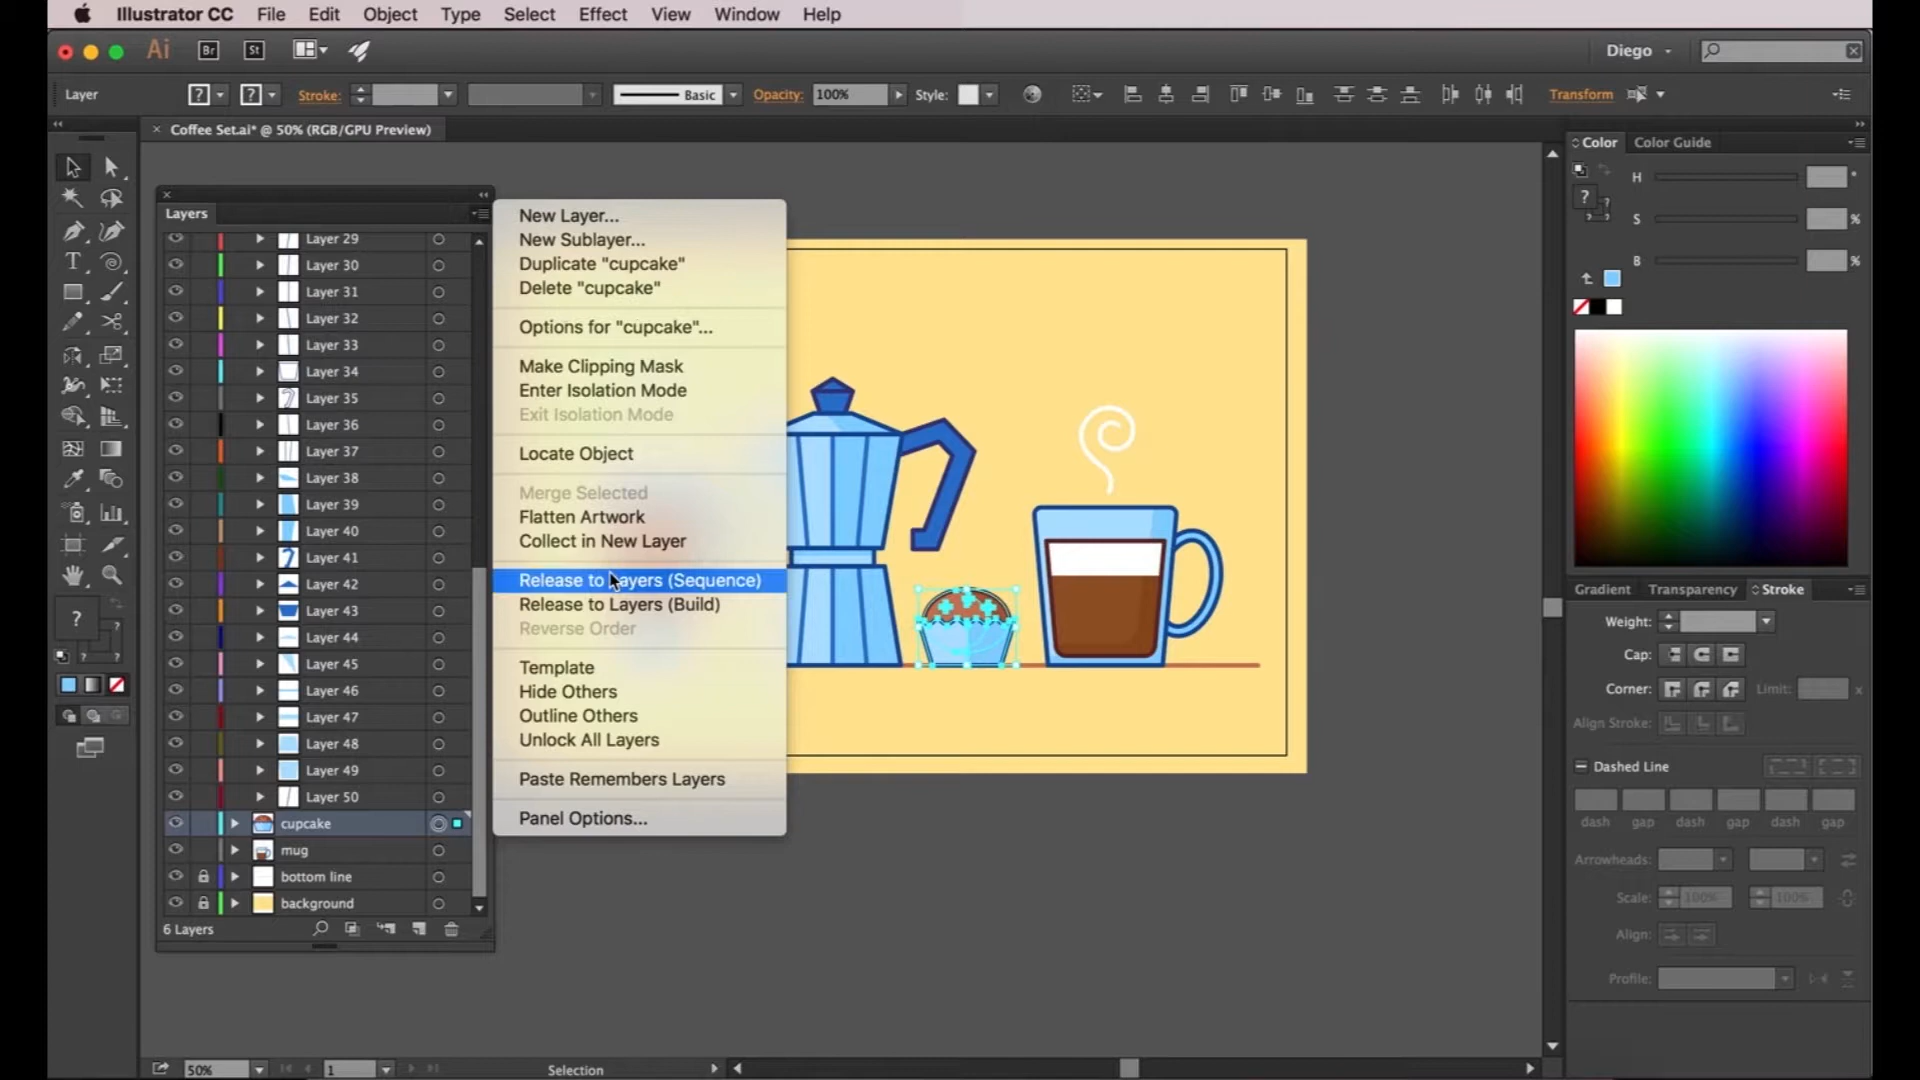 Illustrator CC File Edit Object Type Select Effect View Window Help
Ai Br St Diego
Layer ? ? Stroke: Basic Opacity: 100% Style: Transform
Coffee Set.ai* @ 50% (RGB/GPU Preview)
Layers
Layer 29
Layer 30
Layer 31
Layer 32
Layer 33
Layer 34
Layer 35
Layer 36
Layer 37
Layer 38
Layer 39
Layer 40
Layer 41
Layer 42
Layer 43
Layer 44
Layer 45
Layer 46
Layer 47
Layer 48
Layer 49
Layer 50
cupcake
mug
bottom line
background
6 Layers
New Layer...
New Sublayer...
Duplicate "cupcake"
Delete "cupcake"
Options for "cupcake"...
Make Clipping Mask
Enter Isolation Mode
Exit Isolation Mode
Locate Object
Merge Selected
Flatten Artwork
Collect in New Layer
Release to Layers (Sequence)
Release to Layers (Build)
Reverse Order
Template
Hide Others
Outline Others
Unlock All Layers
Paste Remembers Layers
Panel Options...
Color Color Guide
H °
S %
B %
Gradient Transparency Stroke
Weight:
Cap:
Corner: Limit: x
Align Stroke:
Dashed Line
dash gap dash gap dash gap
Arrowheads:
Scale: 100% 100%
Align:
Profile:
50% 1 Selection